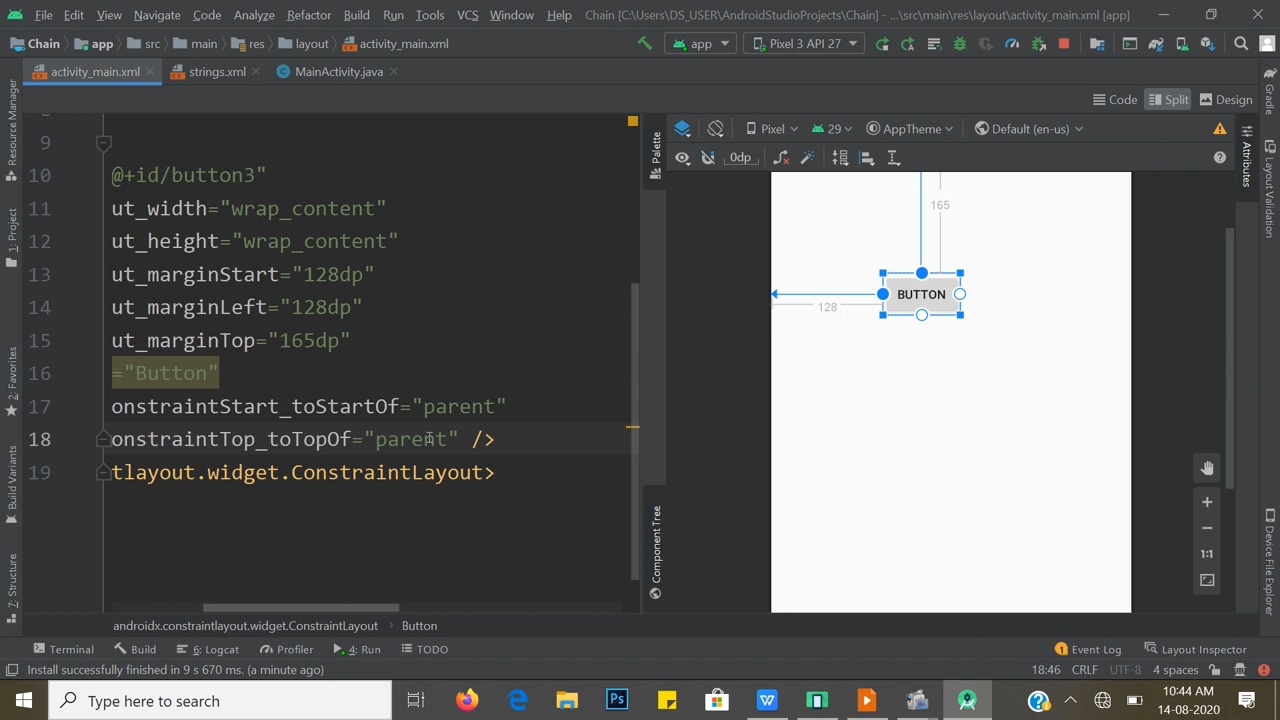 File Edit View Navigate Code Analyze Refactor Build Run Tools VCS Window Help Chain [C:\Users\DS_USER\AndroidStudioProjects\Chain] - ...\src\main\res\layout\activity_main.xml [app]
Chain app src main res layout activity_main.xml app Pixel 3 API 27
activity_main.xml strings.xml MainActivity.java
Code Split Design
Pixel 29 AppTheme Default (en-us)
0dp
9
10 @+id/button3"
11 ut_width="wrap_content"
12 ut_height="wrap_content"
13 ut_marginStart="128dp"
14 ut_marginLeft="128dp"
15 ut_marginTop="165dp"
16 ="Button"
17 onstraintStart_toStartOf="parent"
18 onstraintTop_toTopOf="parent" />
19 tlayout.widget.ConstraintLayout>
165
BUTTON
128
1:1
Resource Manager
1: Project
Build Variants
2: Favorites
7: Structure
Palette
Component Tree
Attributes
Gradle
Layout Validation
Device File Explorer
androidx.constraintlayout.widget.ConstraintLayout › Button
Terminal Build 6: Logcat Profiler 4: Run TODO 1 Event Log Layout Inspector
Install successfully finished in 9 s 670 ms. (a minute ago) 18:46 CRLF UTF-8 4 spaces
Type here to search
10:44 AM
14-08-2020